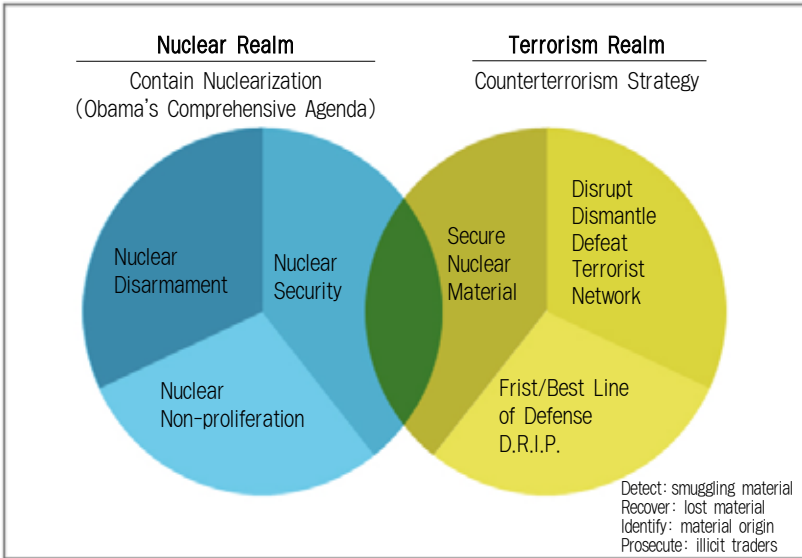 Nuclear Realm
Contain Nuclearization
(Obama's Comprehensive Agenda)
Terrorism Realm
Counterterrorism Strategy
Nuclear
Disarmament
Nuclear
Security
Nuclear
Non-proliferation
Secure
Nuclear
Material
Disrupt
Dismantle
Defeat
Terrorist
Network
Frist/Best Line
of Defense
D.R.I.P.
Detect: smuggling material
Recover: lost material
Identify: material origin
Prosecute: illicit traders